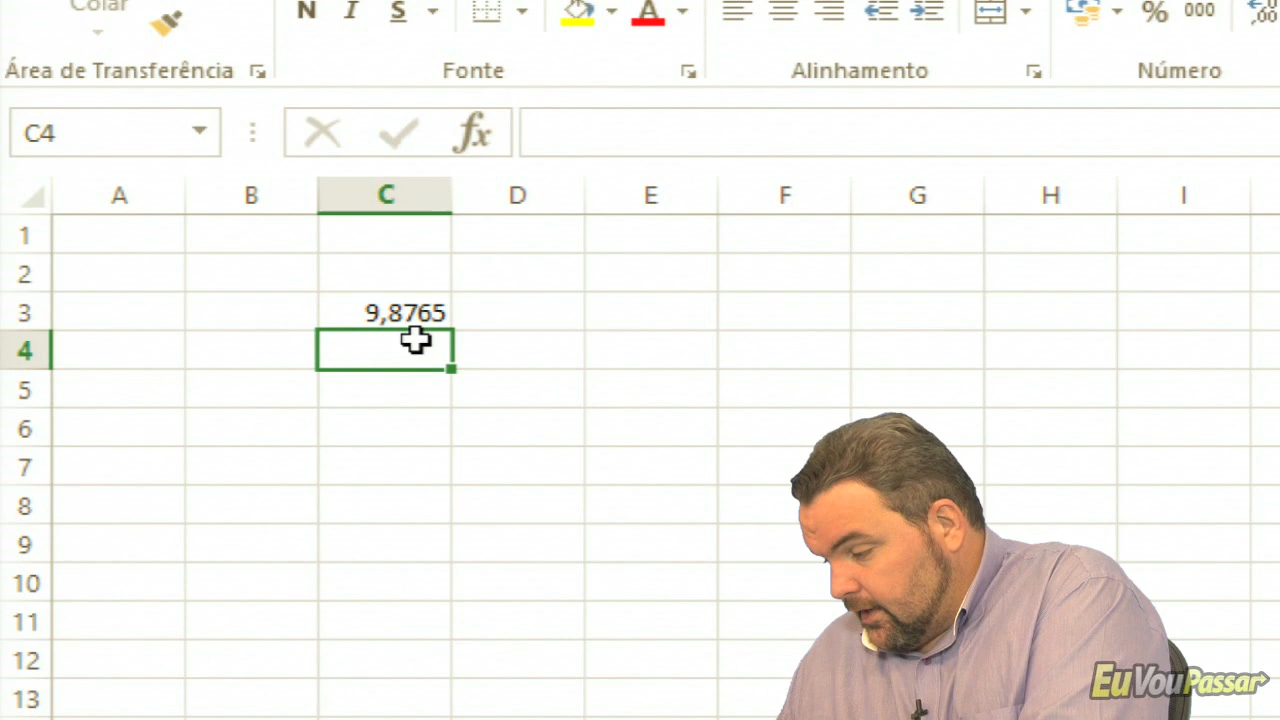 Colar
N I S A % 000
,00
Área de Transferência Fonte Alinhamento Número
C4 fx
A B C D E F G H I
1
2
3 9,8765
4
5
6
7
8
9
10
11
12
13
EuVouPassar